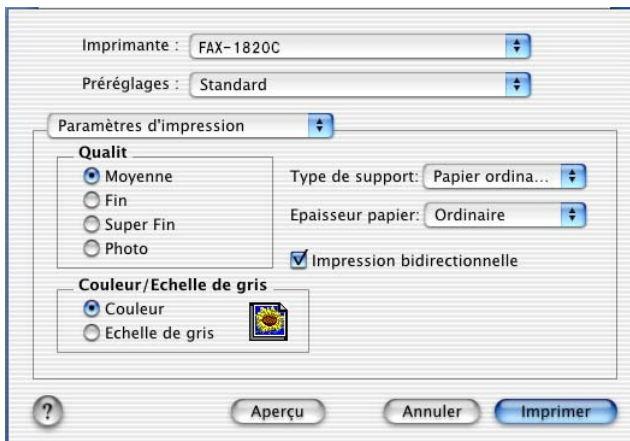 Imprimante : FAX-1820C
Préréglages : Standard
Paramètres d'impression
Qualit
Moyenne
Fin
Super Fin
Photo
Type de support: Papier ordina...
Epaisseur papier: Ordinaire
Impression bidirectionnelle
Couleur/Echelle de gris
Couleur
Echelle de gris
?
Aperçu
Annuler
Imprimer